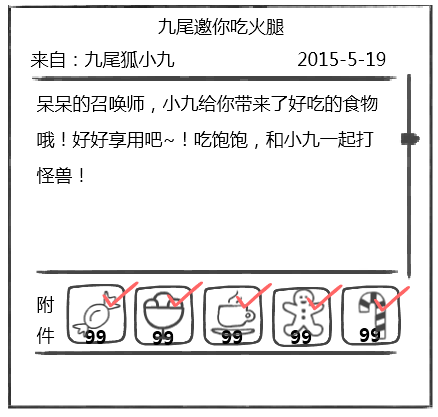 九尾邀你吃火腿
来自：九尾狐小九 2015-5-19
呆呆的召唤师，小九给你带来了好吃的食物
哦！好好享用吧~！吃饱饱，和小九一起打
怪兽！
附
件
99 99 99 99 99